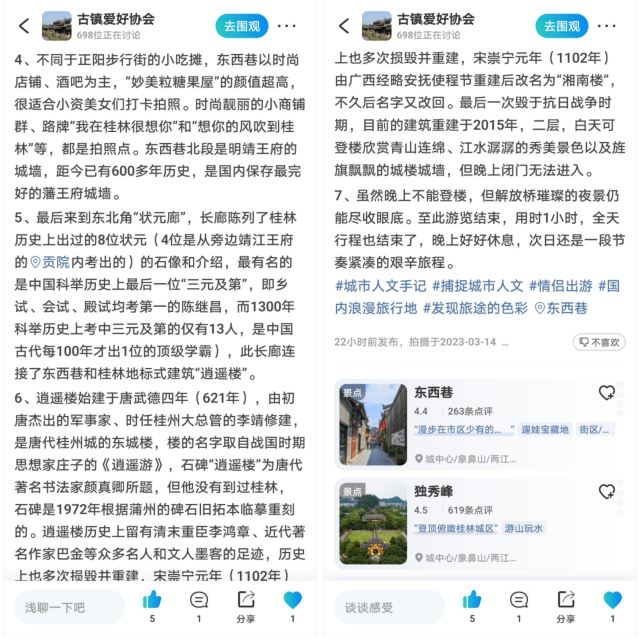 古镇爱好协会
698位正在讨论
去围观
4、不同于正阳步行街的小吃摊，东西巷以时尚
店铺、酒吧为主，“妙美粒糖果屋”的颜值超高，
很适合小资美女们打卡拍照。时尚靓丽的小商铺
群、路牌“我在桂林很想你”和“想你的风吹到桂
林”等，都是拍照点。东西巷北段是明靖王府的
城墙，距今已有600多年历史，是国内保存最完
好的藩王府城墙。
5、最后来到东北角“状元廊”，长廊陈列了桂林
历史上出过的8位状元（4位是从旁边靖江王府
的贡院内考出的）的石像和介绍，最有名的
是中国科举历史上最后一位“三元及第”，即乡
试、会试、殿试均考第一的陈继昌，而1300年
科举历史上考中三元及第的仅有13人，是中国
古代每100年才出1位的顶级学霸），此长廊连
接了东西巷和桂林地标式建筑“逍遥楼”。
6、逍遥楼始建于唐武德四年（621年），由初
唐杰出的军事家、时任桂州大总管的李靖修建，
是唐代桂州城的东城楼，楼的名字取自战国时期
思想家庄子的《逍遥游》，石碑“逍遥楼”为唐代
著名书法家颜真卿所题，但他没有到过桂林，
石碑是1972年根据蒲州的碑石旧拓本临摹重刻
的。逍遥楼历史上留有清末重臣李鸿章、近代著
名作家巴金等众多名人和文人墨客的足迹，历史
上也多次损毁并重建，宋崇宁元年（1102年）
浅聊一下吧
5
1
分享
1
古镇爱好协会
698位正在讨论
去围观
上也多次损毁并重建，宋崇宁元年（1102年）
由广西经略安抚使程节重建后改名为“湘南楼”，
不久后名字又改回。最后一次毁于抗日战争时
期，目前的建筑重建于2015年，二层，白天可
登楼欣赏青山连绵、江水潺潺的秀美景色以及旌
旗飘飘的城楼城墙，但晚上闭门无法进入。
7、虽然晚上不能登楼，但解放桥璀璨的夜景仍
能尽收眼底。至此游览结束，用时1小时，全天
行程也结束了，晚上好好休息，次日还是一段节
奏紧凑的艰辛旅程。
#城市人文手记 #捕捉城市人文 #情侣出游 #国
内浪漫旅行地 #发现旅途的色彩 东西巷
22小时前发布，拍摄于2023-03-14 ...
不喜欢
景点
东西巷
4.4 263条点评
“漫步在市区少有的... ” 遛娃宝藏地 街区/...
城中心/象鼻山/两江...
景点
独秀峰
4.5 619条点评
“登顶俯瞰桂林城区” 游山玩水
城中心/象鼻山/两江...
谈谈感受
5
1
分享
1